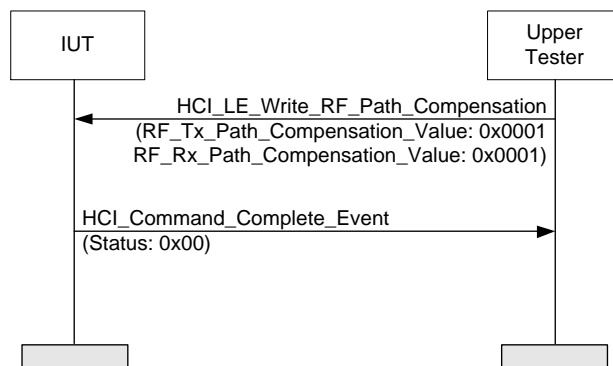 IUT
Upper
Tester
HCI_LE_Write_RF_Path_Compensation
(RF_Tx_Path_Compensation_Value: 0x0001
RF_Rx_Path_Compensation_Value: 0x0001)
HCI_Command_Complete_Event
(Status: 0x00)